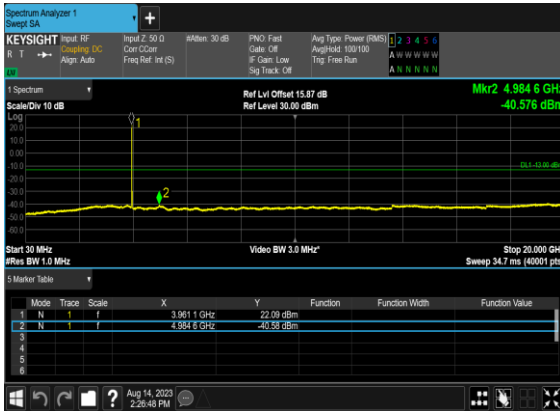 Spectrum Analyzer 1
Swept SA
+
KEYSIGHT Input: RF Input Z: 50 Ω #Atten: 30 dB PNO: Fast Avg Type: Power (RMS) 1 2 3 4 5 6
R T Coupling: DC Corr CCorr Gate: Off Avg|Hold: 100/100 A W W W W W
Align: Auto Freq Ref: Int (S) IF Gain: Low Trig: Free Run
Sig Track: Off A N N N N N
1 Spectrum Ref Lvl Offset 15.87 dB Mkr2 4.984 6 GHz
Scale/Div 10 dB Ref Level 30.00 dBm -40.576 dBm
Log
20.0
10.0
0.00
-10.0
-20.0
-30.0
-40.0
-50.0
-60.0
1
2
DL1 -13.00 dBm
Start 30 MHz Video BW 3.0 MHz* Stop 20.000 GHz
#Res BW 1.0 MHz Sweep 34.7 ms (40001 pts)
5 Marker Table
Mode Trace Scale X Y Function Function Width Function Value
1 N 1 f 3.961 1 GHz 22.09 dBm
2 N 1 f 4.984 6 GHz -40.58 dBm
3
4
5
6
? Aug 14, 2023
2:26:48 PM